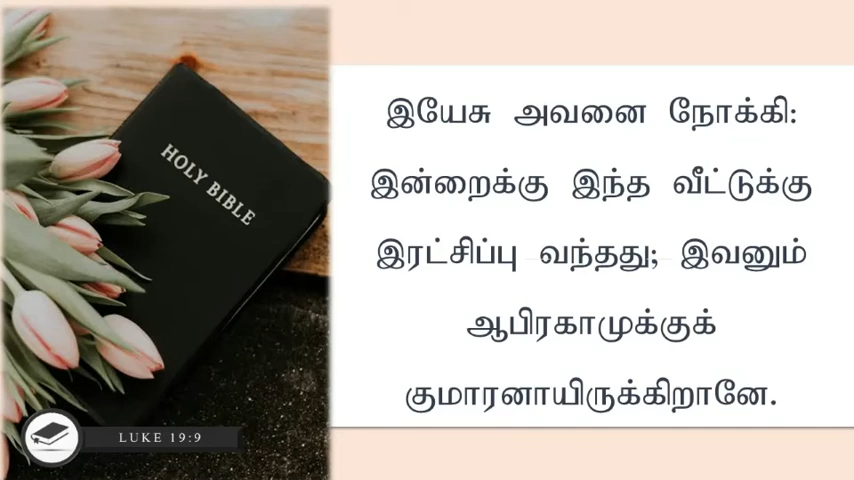 HOLY BIBLE
இயேசு அவனை நோக்கி:
இன்றைக்கு இந்த வீட்டுக்கு
இரட்சிப்பு வந்தது; இவனும்
ஆபிரகாமுக்குக்
குமாரனாயிருக்கிறானே.
LUKE 19:9